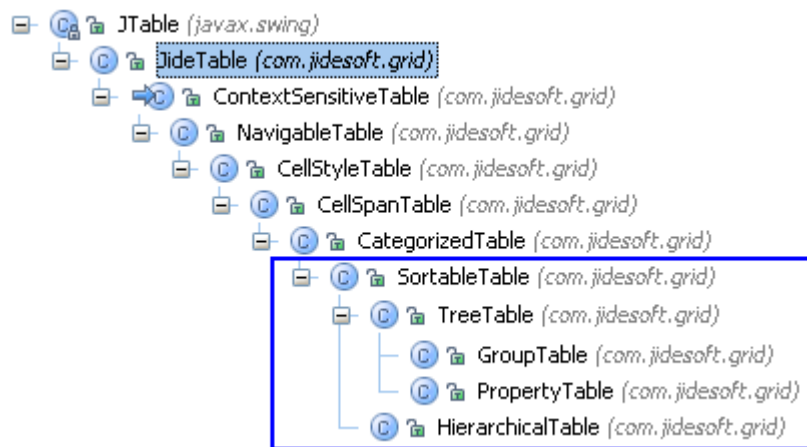 JTable (javax.swing)
JideTable (com.jidesoft.grid)
ContextSensitiveTable (com.jidesoft.grid)
NavigableTable (com.jidesoft.grid)
CellStyleTable (com.jidesoft.grid)
CellSpanTable (com.jidesoft.grid)
CategorizedTable (com.jidesoft.grid)
SortableTable (com.jidesoft.grid)
TreeTable (com.jidesoft.grid)
GroupTable (com.jidesoft.grid)
PropertyTable (com.jidesoft.grid)
HierarchicalTable (com.jidesoft.grid)